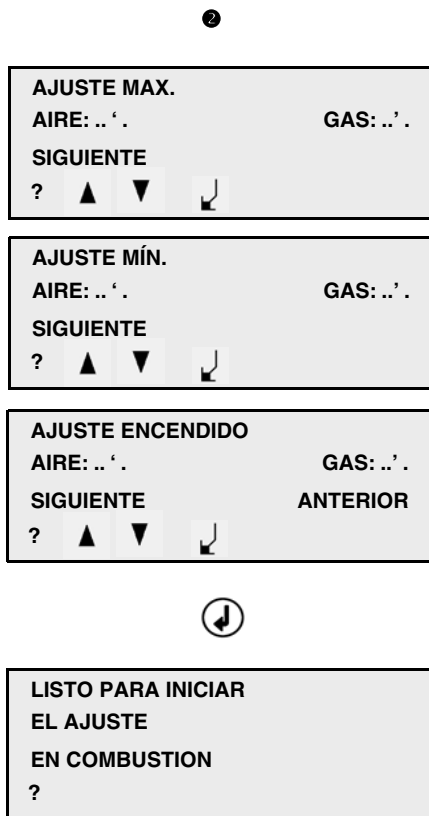 ❷
AJUSTE MAX.
AIRE: .. ‘ . GAS: ..’ .
SIGUIENTE
? ▲ ▼ ↲
AJUSTE MÍN.
AIRE: .. ‘ . GAS: ..’ .
SIGUIENTE
? ▲ ▼ ↲
AJUSTE ENCENDIDO
AIRE: .. ‘ . GAS: ..’ .
SIGUIENTE ANTERIOR
? ▲ ▼ ↲
LISTO PARA INICIAR
EL AJUSTE
EN COMBUSTION
?